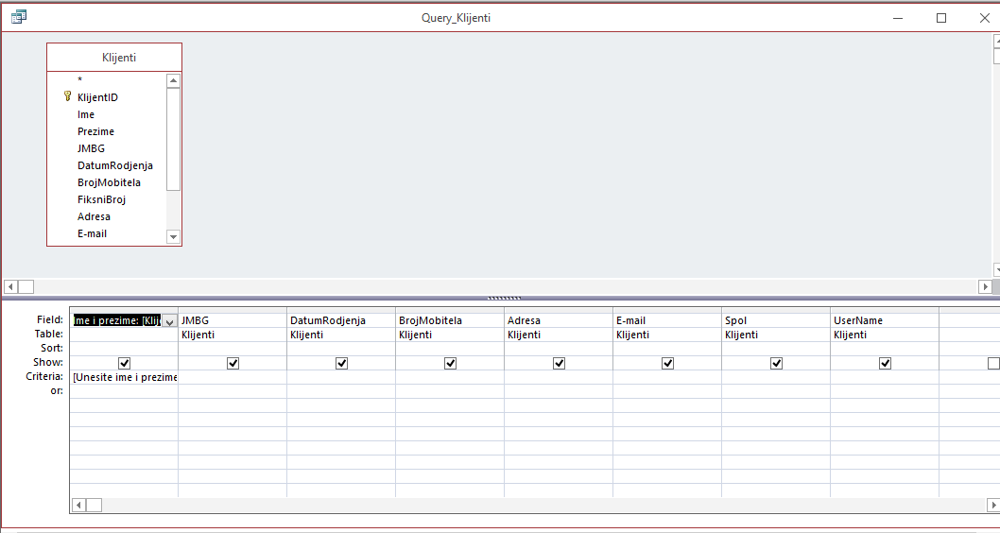 Query_Klijenti
Klijenti
*
KlijentID
Ime
Prezime
JMBG
DatumRodjenja
BrojMobitela
FiksniBroj
Adresa
E-mail
Field: Ime i prezime: [Klij JMBG DatumRodjenja BrojMobitela Adresa E-mail Spol UserName
Table: Klijenti Klijenti Klijenti Klijenti Klijenti Klijenti Klijenti
Sort:
Show:
Criteria: [Unesite ime i prezime
or: